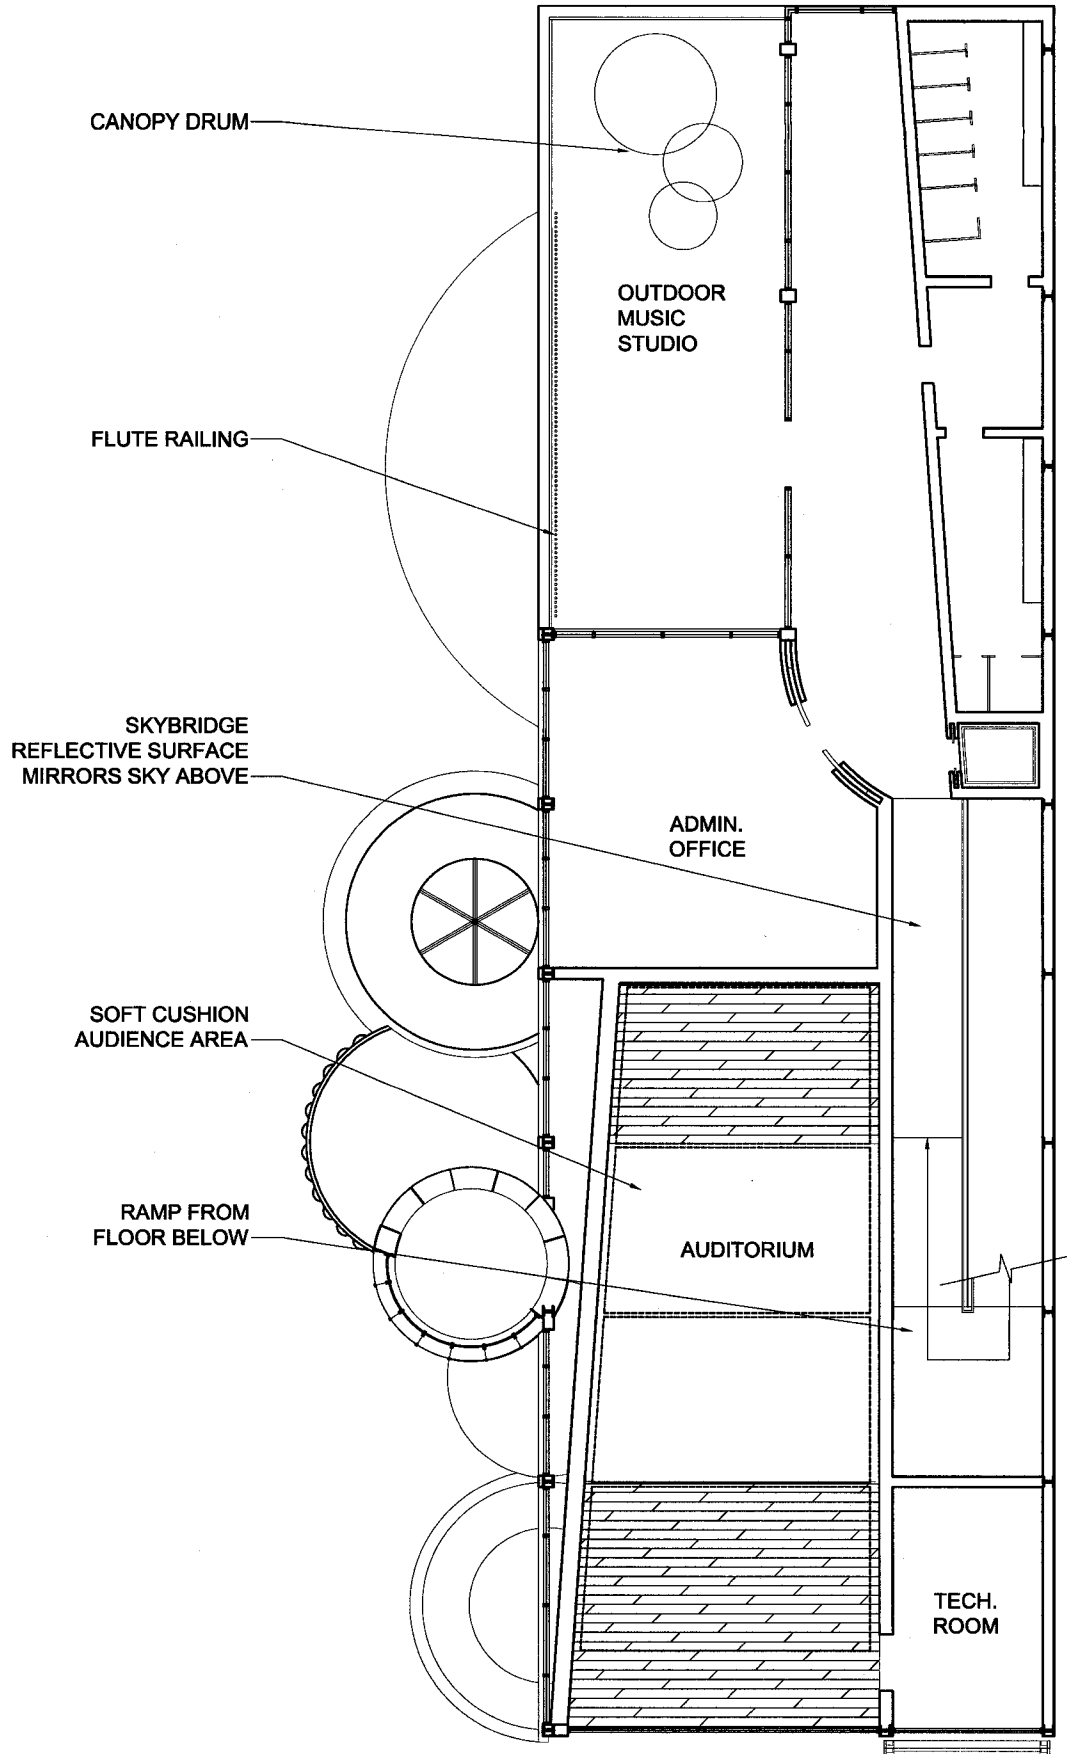 CANOPY DRUM
OUTDOOR
MUSIC
STUDIO
FLUTE RAILING
SKYBRIDGE
REFLECTIVE SURFACE
MIRRORS SKY ABOVE
ADMIN.
OFFICE
SOFT CUSHION
AUDIENCE AREA
RAMP FROM
FLOOR BELOW
AUDITORIUM
TECH.
ROOM